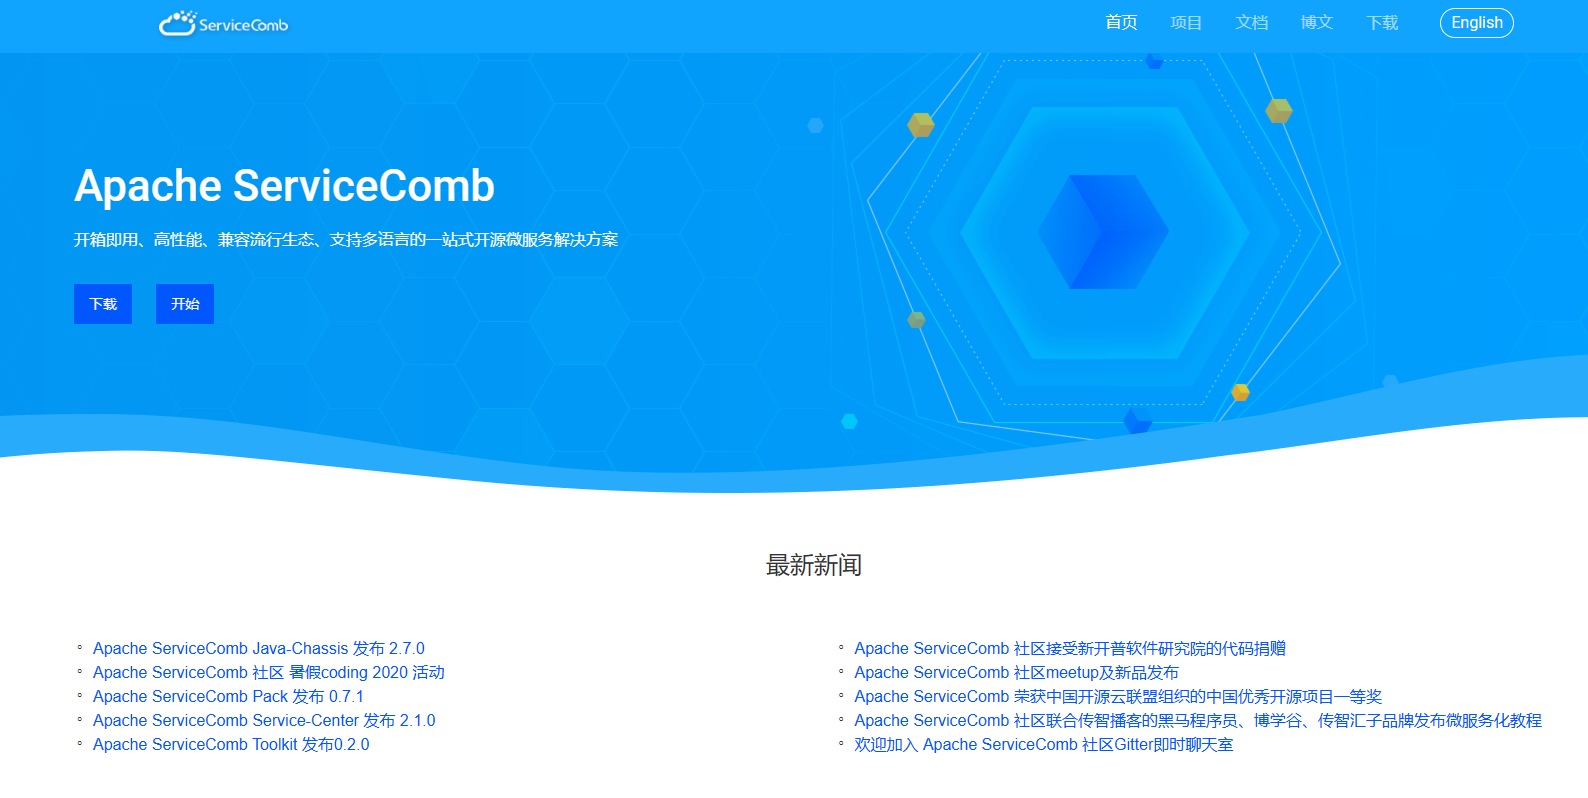 ServiceComb
首页 项目 文档 博文 下载 English
Apache ServiceComb
开箱即用、高性能、兼容流行生态、支持多语言的一站式开源微服务解决方案
下载 开始
最新新闻
Apache ServiceComb Java-Chassis 发布 2.7.0
Apache ServiceComb 社区 暑假coding 2020 活动
Apache ServiceComb Pack 发布 0.7.1
Apache ServiceComb Service-Center 发布 2.1.0
Apache ServiceComb Toolkit 发布0.2.0
Apache ServiceComb 社区接受新开普软件研究院的代码捐赠
Apache ServiceComb 社区meetup及新品发布
Apache ServiceComb 荣获中国开源云联盟组织的中国优秀开源项目一等奖
Apache ServiceComb 社区联合传智播客的黑马程序员、博学谷、传智汇子品牌发布微服务化教程
欢迎加入 Apache ServiceComb 社区Gitter即时聊天室